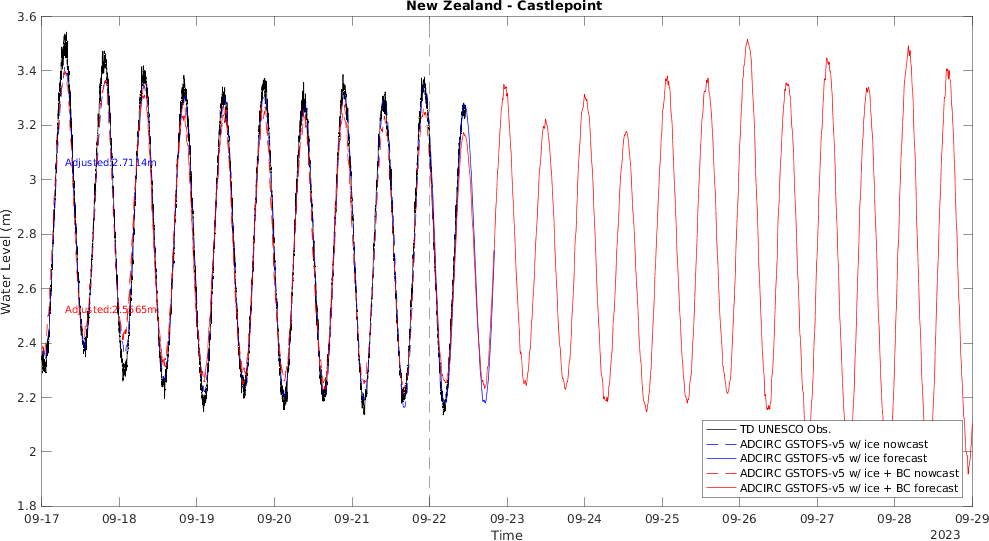 New Zealand - Castlepoint
3.6
3.4
3.2
3
2.8
2.6
2.4
2.2
2
1.8
Water Level (m)
Adjusted:2.7114m
Adjusted:2.5665m
TD UNESCO Obs.
ADCIRC GSTOFS-v5 w/ ice nowcast
ADCIRC GSTOFS-v5 w/ ice forecast
ADCIRC GSTOFS-v5 w/ ice + BC nowcast
ADCIRC GSTOFS-v5 w/ ice + BC forecast
09-17 09-18 09-19 09-20 09-21 09-22 09-23 09-24 09-25 09-26 09-27 09-28 09-29
Time
2023